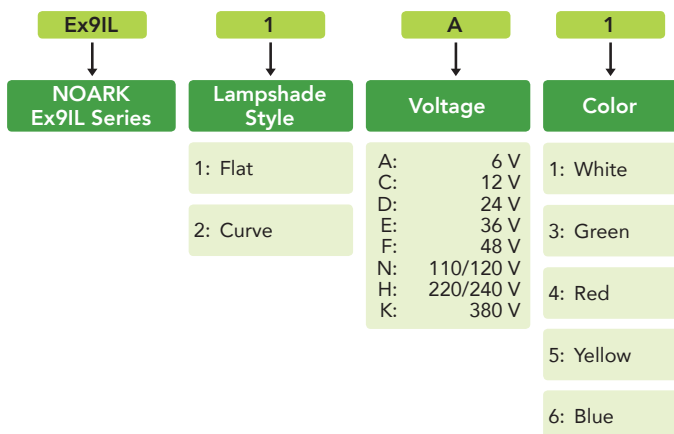 Ex9IL 1 A 1
NOARK
Ex9IL Series
Lampshade
Style
Voltage
Color
1: Flat
2: Curve
A: 6 V
C: 12 V
D: 24 V
E: 36 V
F: 48 V
N: 110/120 V
H: 220/240 V
K: 380 V
1: White
3: Green
4: Red
5: Yellow
6: Blue